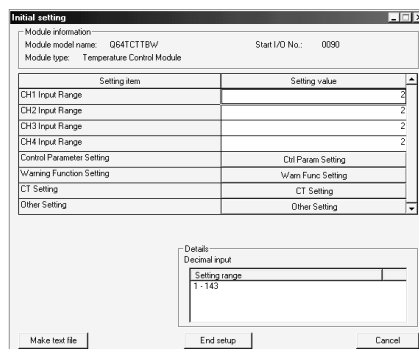 Initial setting
Module information
Module model name: Q64TCTTBW Start I/O No.: 0090
Module type: Temperature Control Module
Setting item Setting value
CH1 Input Range 2
CH2 Input Range 2
CH3 Input Range 2
CH4 Input Range 2
Control Parameter Setting Ctrl Param Setting
Warning Function Setting Warn Func Setting
CT Setting CT Setting
Other Setting Other Setting
Details
Decimal input
Setting range
1 - 143
Make text file End setup Cancel